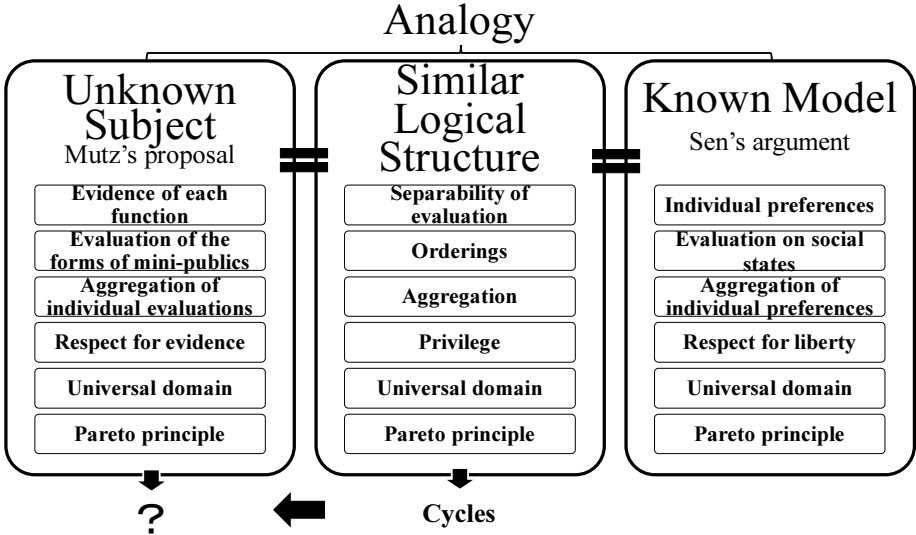 Analogy
Unknown
Subject
Mutz's proposal
Evidence of each
function
Evaluation of the
forms of mini-publics
Aggregation of
individual evaluations
Respect for evidence
Universal domain
Pareto principle
?
Similar
Logical
Structure
Separability of
evaluation
Orderings
Aggregation
Privilege
Universal domain
Pareto principle
Cycles
Known Model
Sen's argument
Individual preferences
Evaluation on social
states
Aggregation of
individual preferences
Respect for liberty
Universal domain
Pareto principle